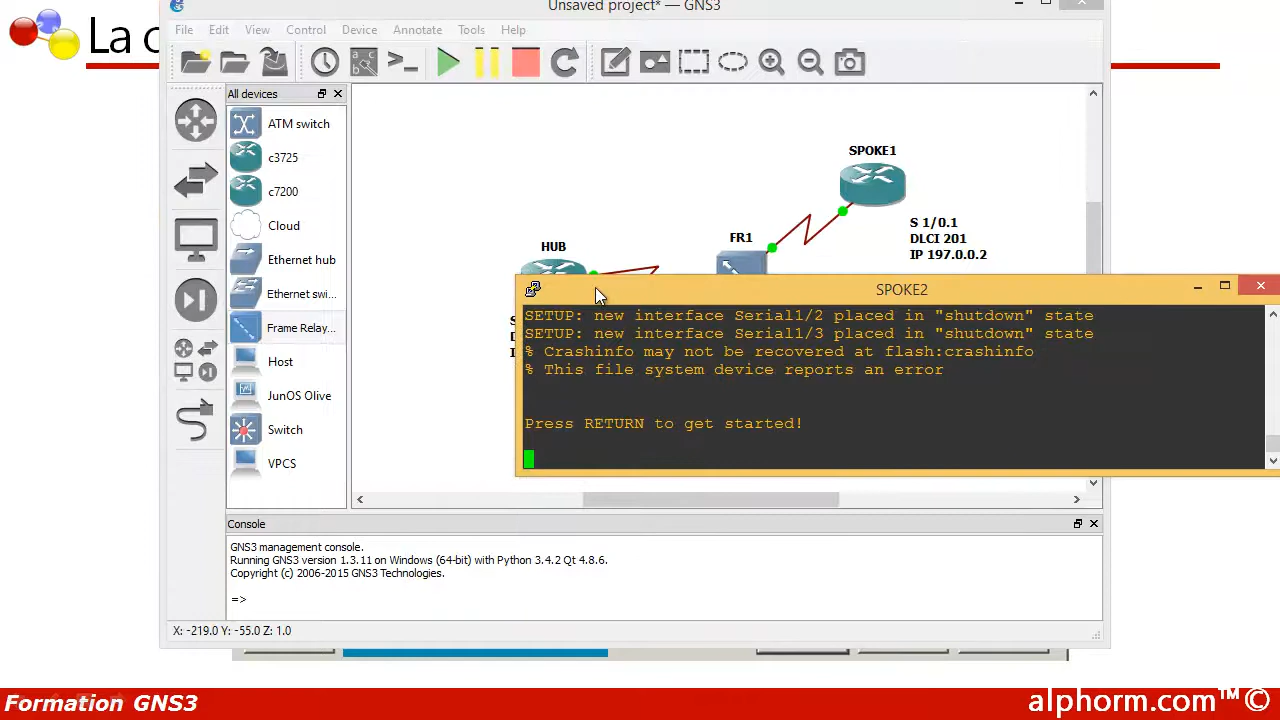 Unsaved project* — GNS3
La c
File Edit View Control Device Annotate Tools Help
All devices
ATM switch
c3725
c7200
Cloud
Ethernet hub
Ethernet swi...
Frame Relay...
Host
JunOS Olive
Switch
VPCS
SPOKE1
S 1/0.1
DLCI 201
IP 197.0.0.2
FR1
HUB
S
D
I
SPOKE2
SETUP: new interface Serial1/2 placed in "shutdown" state
SETUP: new interface Serial1/3 placed in "shutdown" state
% Crashinfo may not be recovered at flash:crashinfo
% This file system device reports an error
Press RETURN to get started!
Console
GNS3 management console.
Running GNS3 version 1.3.11 on Windows (64-bit) with Python 3.4.2 Qt 4.8.6.
Copyright (c) 2006-2015 GNS3 Technologies.
=>
X: -219.0 Y: -55.0 Z: 1.0
Formation GNS3
alphorm.com™©